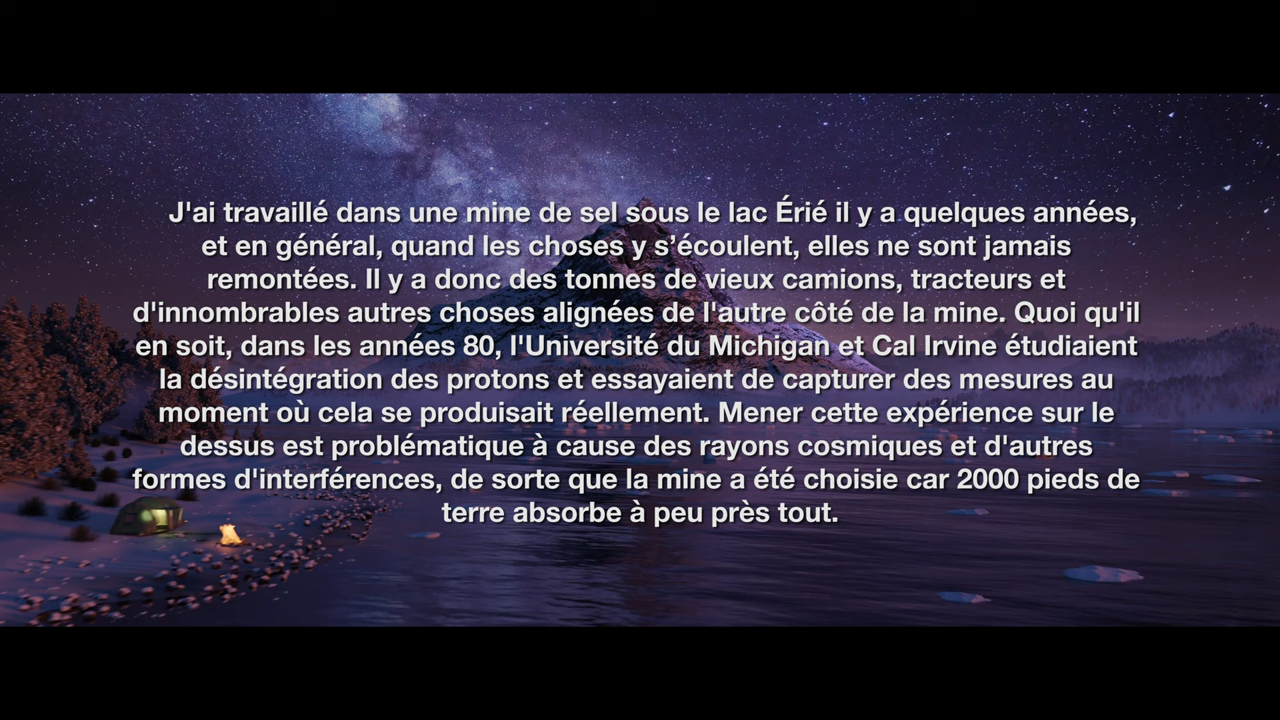 J'ai travaillé dans une mine de sel sous le lac Érié il y a quelques années,
et en général, quand les choses y s’écoulent, elles ne sont jamais
remontées. Il y a donc des tonnes de vieux camions, tracteurs et
d'innombrables autres choses alignées de l'autre côté de la mine. Quoi qu'il
en soit, dans les années 80, l'Université du Michigan et Cal Irvine étudiaient
la désintégration des protons et essayaient de capturer des mesures au
moment où cela se produisait réellement. Mener cette expérience sur le
dessus est problématique à cause des rayons cosmiques et d'autres
formes d'interférences, de sorte que la mine a été choisie car 2000 pieds de
terre absorbe à peu près tout.